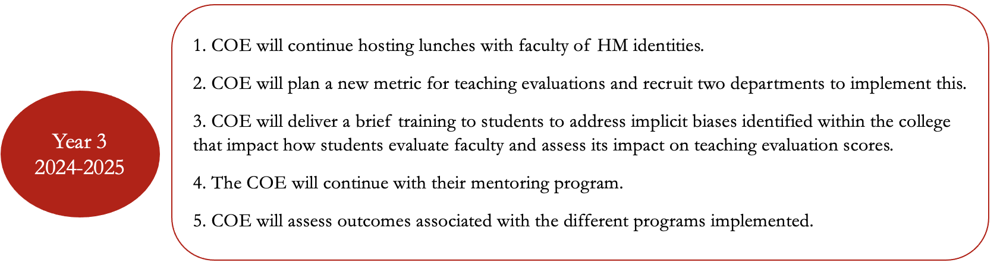 Year 3
2024-2025
1. COE will continue hosting lunches with faculty of HM identities.
2. COE will plan a new metric for teaching evaluations and recruit two departments to implement this.
3. COE will deliver a brief training to students to address implicit biases identified within the college
that impact how students evaluate faculty and assess its impact on teaching evaluation scores.
4. The COE will continue with their mentoring program.
5. COE will assess outcomes associated with the different programs implemented.